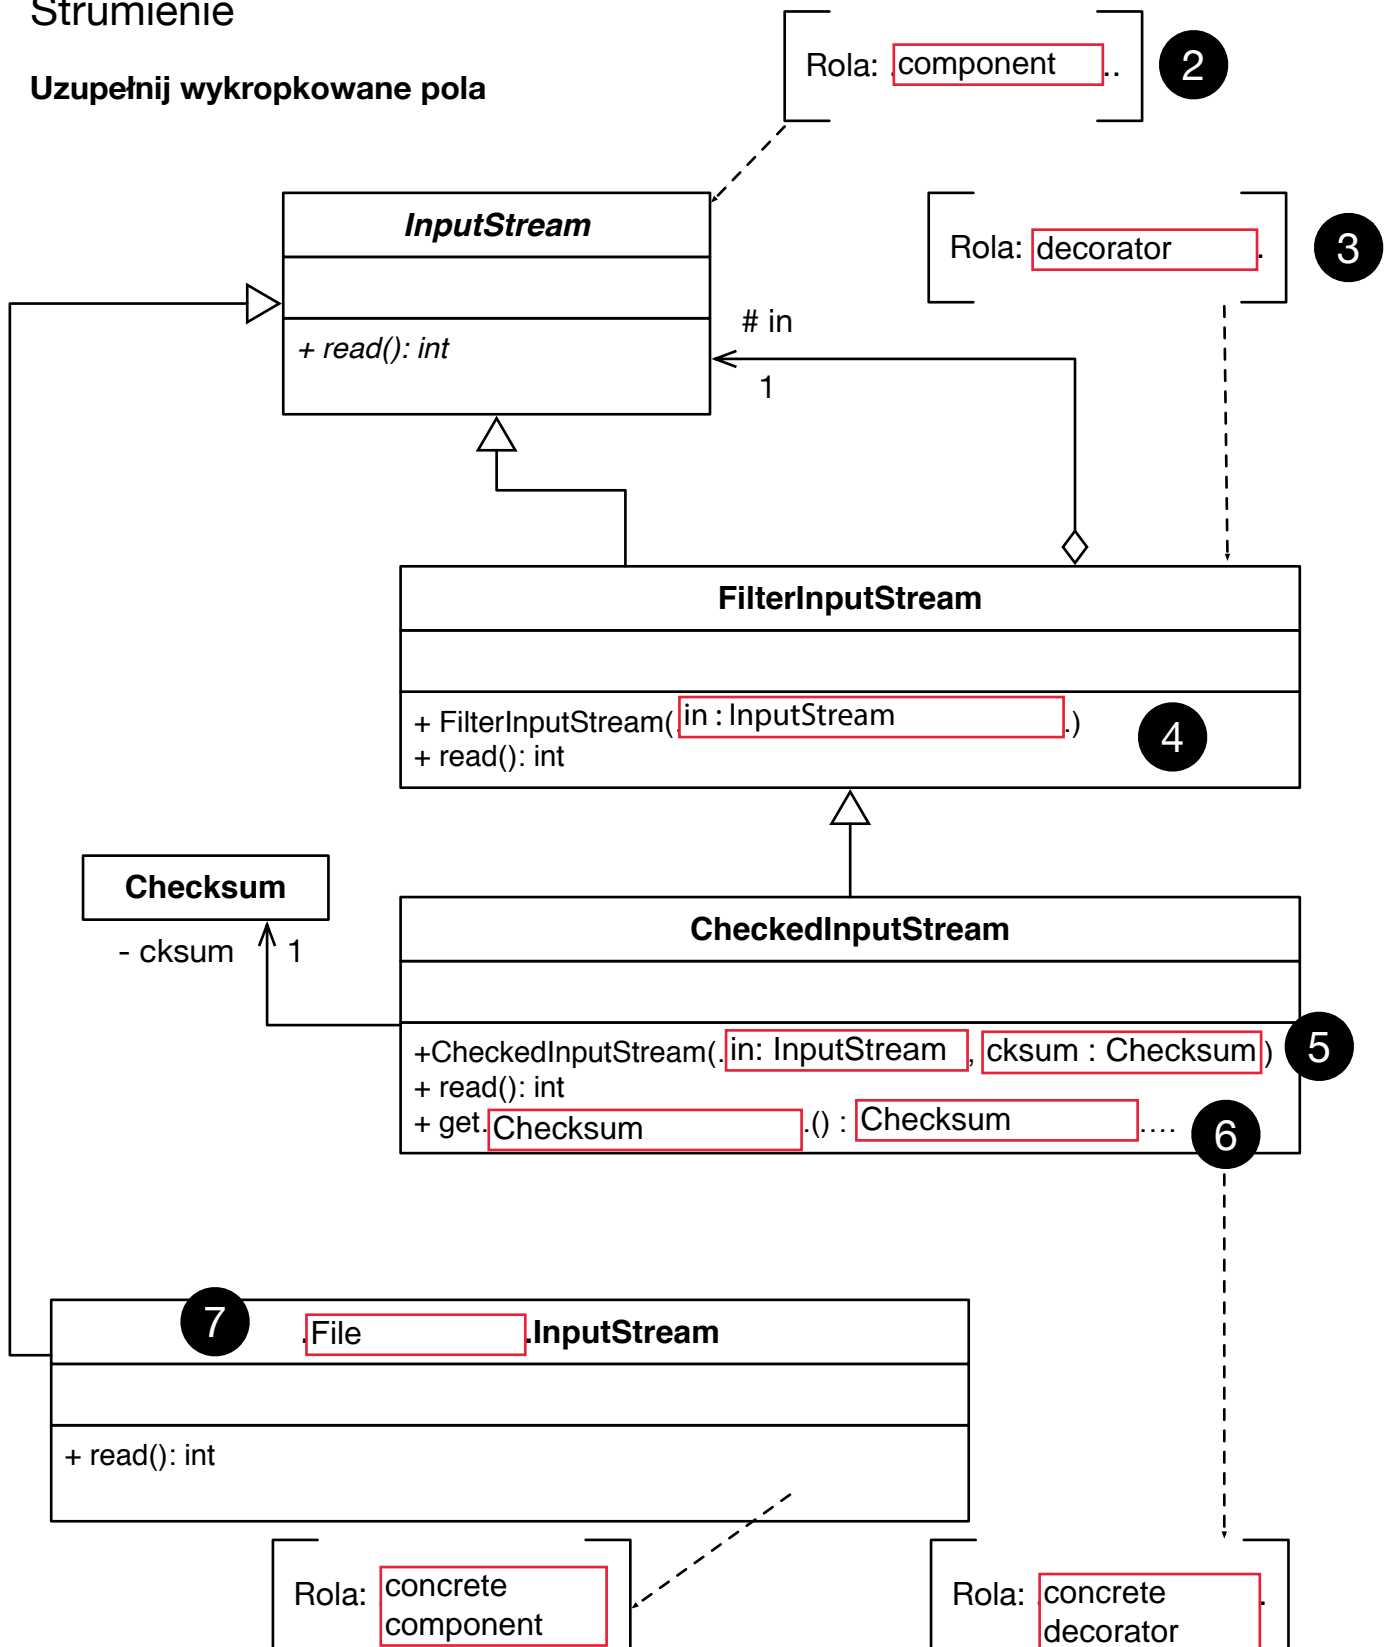 Strumienie
Rola: .component..
2
Uzupełnij wykropkowane pola
InputStream
Rola: decorator.
3
# in
+ read(): int
1
FilterInputStream
+ FilterInputStream(.in : InputStream.)
4
+ read(): int
Checksum
CheckedInputStream
- cksum
1
+CheckedInputStream(.in: InputStream, cksum : Checksum)
5
+ read(): int
+ get.Checksum.() : Checksum....
6
7
.File.InputStream
+ read(): int
Rola: concrete
component
Rola: concrete.
decorator